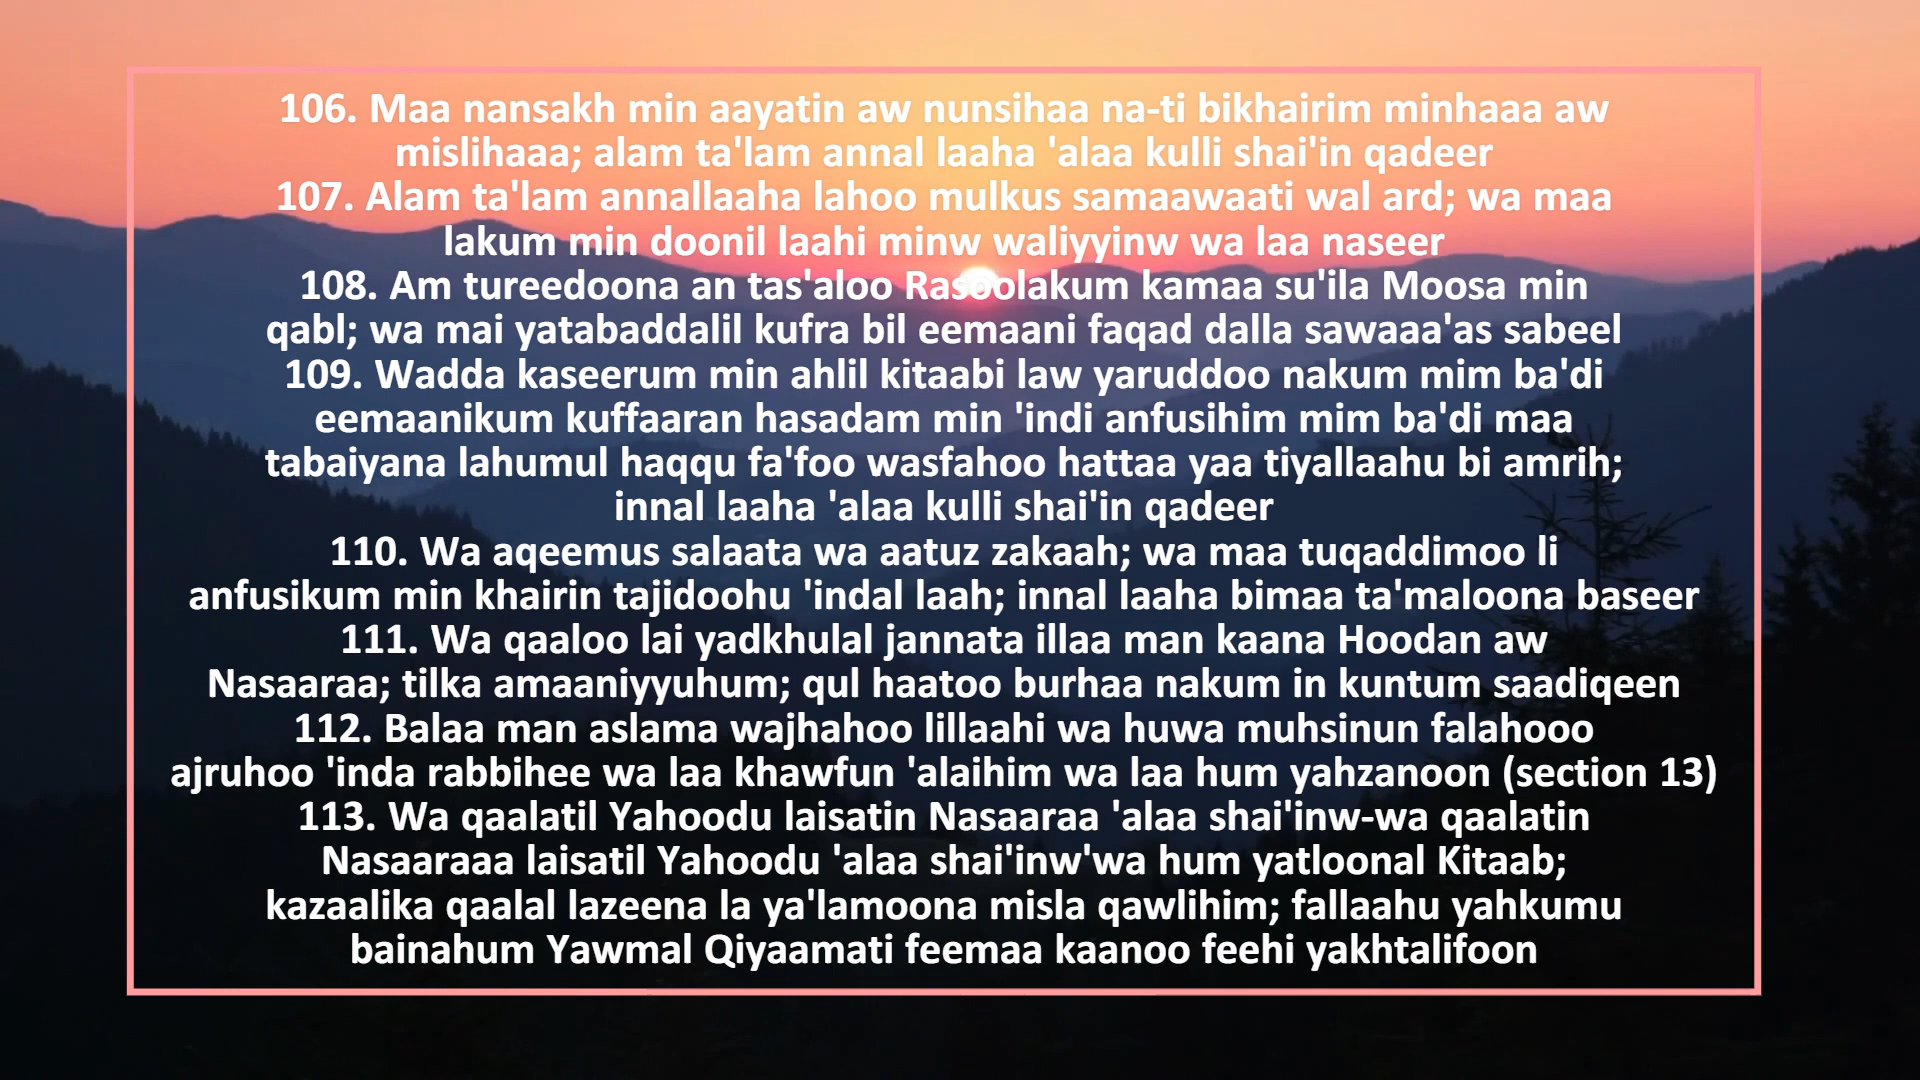 106. Maa nansakh min aayatin aw nunsihaa na-ti bikhairim minhaaa aw
mislihaaa; alam ta'lam annal laaha 'alaa kulli shai'in qadeer
107. Alam ta'lam annallaaha lahoo mulkus samaawaati wal ard; wa maa
lakum min doonil laahi minw waliyyinw wa laa naseer
108. Am tureedoona an tas'aloo Rasoolakum kamaa su'ila Moosa min
qabl; wa mai yatabaddalil kufra bil eemaani faqad dalla sawaaa'as sabeel
109. Wadda kaseerum min ahlil kitaabi law yaruddoo nakum mim ba'di
eemaanikum kuffaaran hasadam min 'indi anfusihim mim ba'di maa
tabaiyana lahumul haqqu fa'foo wasfahoo hattaa yaa tiyallaahu bi amrih;
innal laaha 'alaa kulli shai'in qadeer
110. Wa aqeemus salaata wa aatuz zakaah; wa maa tuqaddimoo li
anfusikum min khairin tajidoohu 'indal laah; innal laaha bimaa ta'maloona baseer
111. Wa qaaloo lai yadkhulal jannata illaa man kaana Hoodan aw
Nasaaraa; tilka amaaniyyuhum; qul haatoo burhaa nakum in kuntum saadiqeen
112. Balaa man aslama wajhahoo lillaahi wa huwa muhsinun falahooo
ajruhoo 'inda rabbihee wa laa khawfun 'alaihim wa laa hum yahzanoon (section 13)
113. Wa qaalatil Yahoodu laisatin Nasaaraa 'alaa shai'inw-wa qaalatin
Nasaaraaa laisatil Yahoodu 'alaa shai'inw'wa hum yatloonal Kitaab;
kazaalika qaalal lazeena la ya'lamoona misla qawlihim; fallaahu yahkumu
bainahum Yawmal Qiyaamati feemaa kaanoo feehi yakhtalifoon